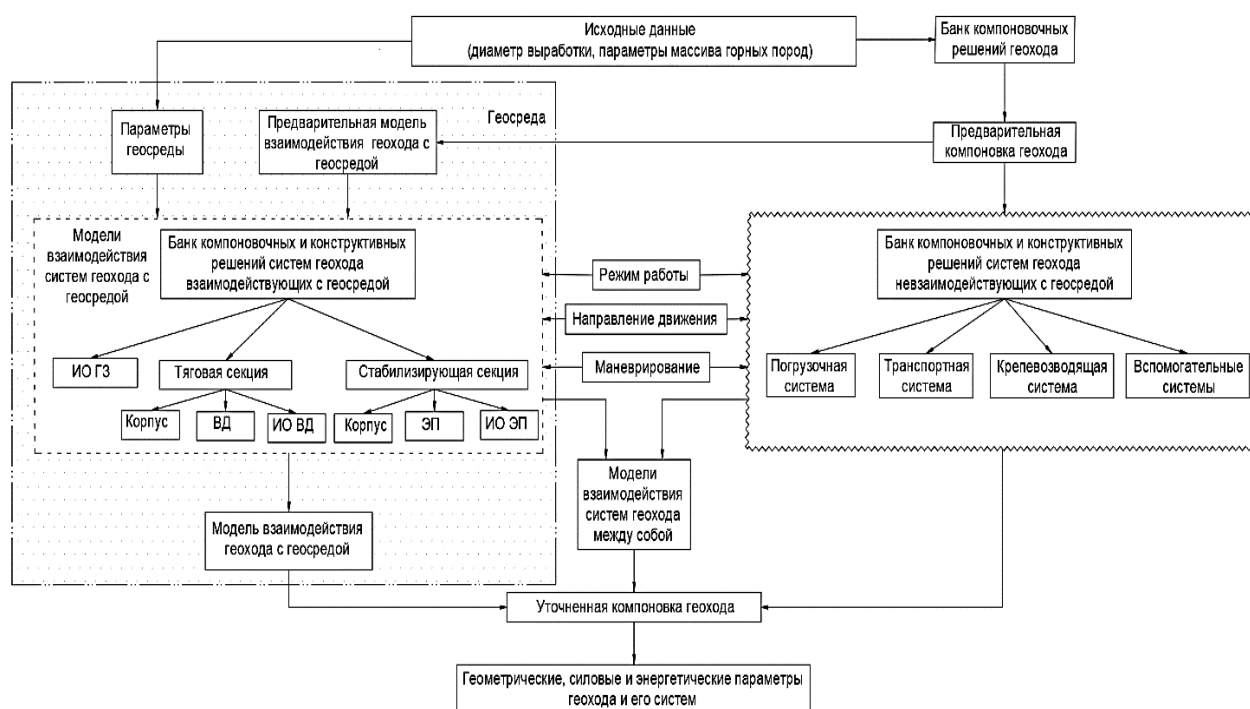 Исходные данные
(диаметр выработки, параметры массива горных пород)
Банк компоновочных
решений геохода
Геосреда
Параметры
геосреды
Предварительная модель
взаимодействия геохода с
геосредой
Предварительная
компоновка геохода
Модели
взаимодействия
систем геохода с
геосредой
Банк компоновочных и конструктивных
решений систем геохода
взаимодействующих с геосредой
Режим работы
Направление движения
Маневрирование
Банк компоновочных и конструктивных
решений систем геохода
невзаимодействующих с геосредой
ИО ГЗ
Тяговая секция
Стабилизирующая секция
Корпус
ВД
ИО ВД
Корпус
ЭП
ИО ЭП
Погрузочная
система
Транспортная
система
Крепевозводящая
система
Вспомогательные
системы
Модель взаимодействия
геохода с геосредой
Модели
взаимодействия
систем геохода
между собой
Уточненная компоновка геохода
Геометрические, силовые и энергетические параметры
геохода и его систем